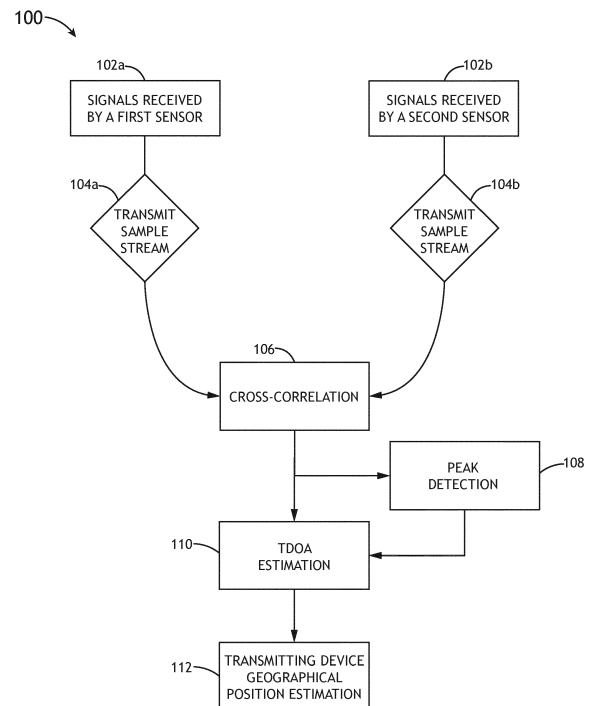 100
102a
102b
SIGNALS RECEIVED
BY A FIRST SENSOR
SIGNALS RECEIVED
BY A SECOND SENSOR
104a
104b
TRANSMIT
SAMPLE
STREAM
TRANSMIT
SAMPLE
STREAM
106
CROSS-CORRELATION
PEAK
DETECTION
108
110
TDOA
ESTIMATION
112
TRANSMITTING DEVICE
GEOGRAPHICAL
POSITION ESTIMATION